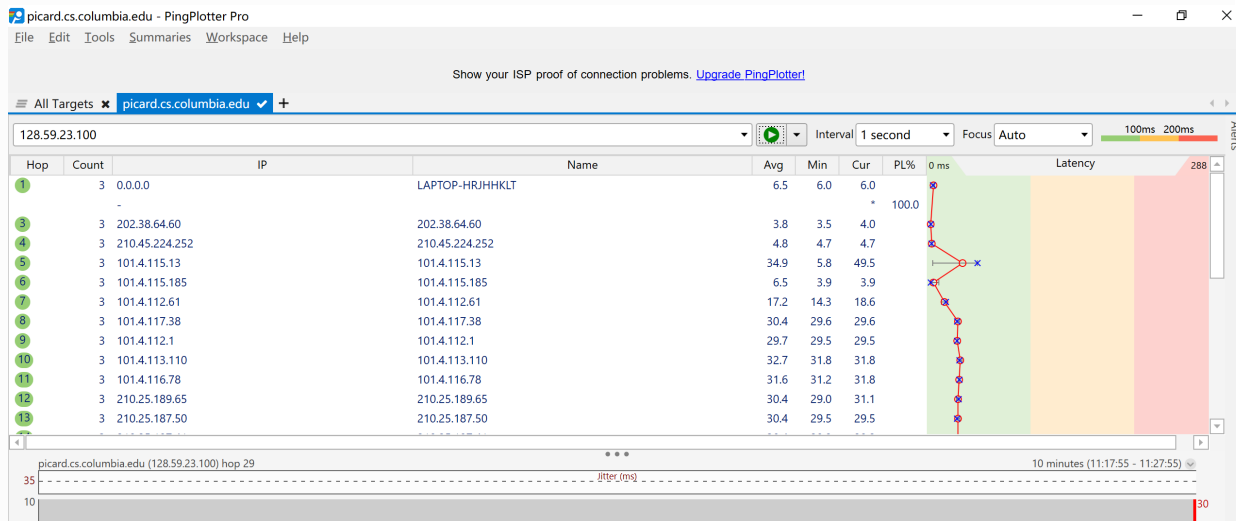 picard.cs.columbia.edu - PingPlotter Pro
File Edit Tools Summaries Workspace Help
Show your ISP proof of connection problems. Upgrade PingPlotter!
All Targets picard.cs.columbia.edu +
128.59.23.100 Interval 1 second Focus Auto 100ms 200ms
Alerts
Hop Count IP Name Avg Min Cur PL% 0 ms Latency 288
1 3 0.0.0.0 LAPTOP-HRJHHKLT 6.5 6.0 6.0
- * 100.0
3 3 202.38.64.60 202.38.64.60 3.8 3.5 4.0
4 3 210.45.224.252 210.45.224.252 4.8 4.7 4.7
5 3 101.4.115.13 101.4.115.13 34.9 5.8 49.5
6 3 101.4.115.185 101.4.115.185 6.5 3.9 3.9
7 3 101.4.112.61 101.4.112.61 17.2 14.3 18.6
8 3 101.4.117.38 101.4.117.38 30.4 29.6 29.6
9 3 101.4.112.1 101.4.112.1 29.7 29.5 29.5
10 3 101.4.113.110 101.4.113.110 32.7 31.8 31.8
11 3 101.4.116.78 101.4.116.78 31.6 31.2 31.8
12 3 210.25.189.65 210.25.189.65 30.4 29.0 31.1
13 3 210.25.187.50 210.25.187.50 30.4 29.5 29.5
picard.cs.columbia.edu (128.59.23.100) hop 29 10 minutes (11:17:55 - 11:27:55)
35 Jitter (ms)
10 30